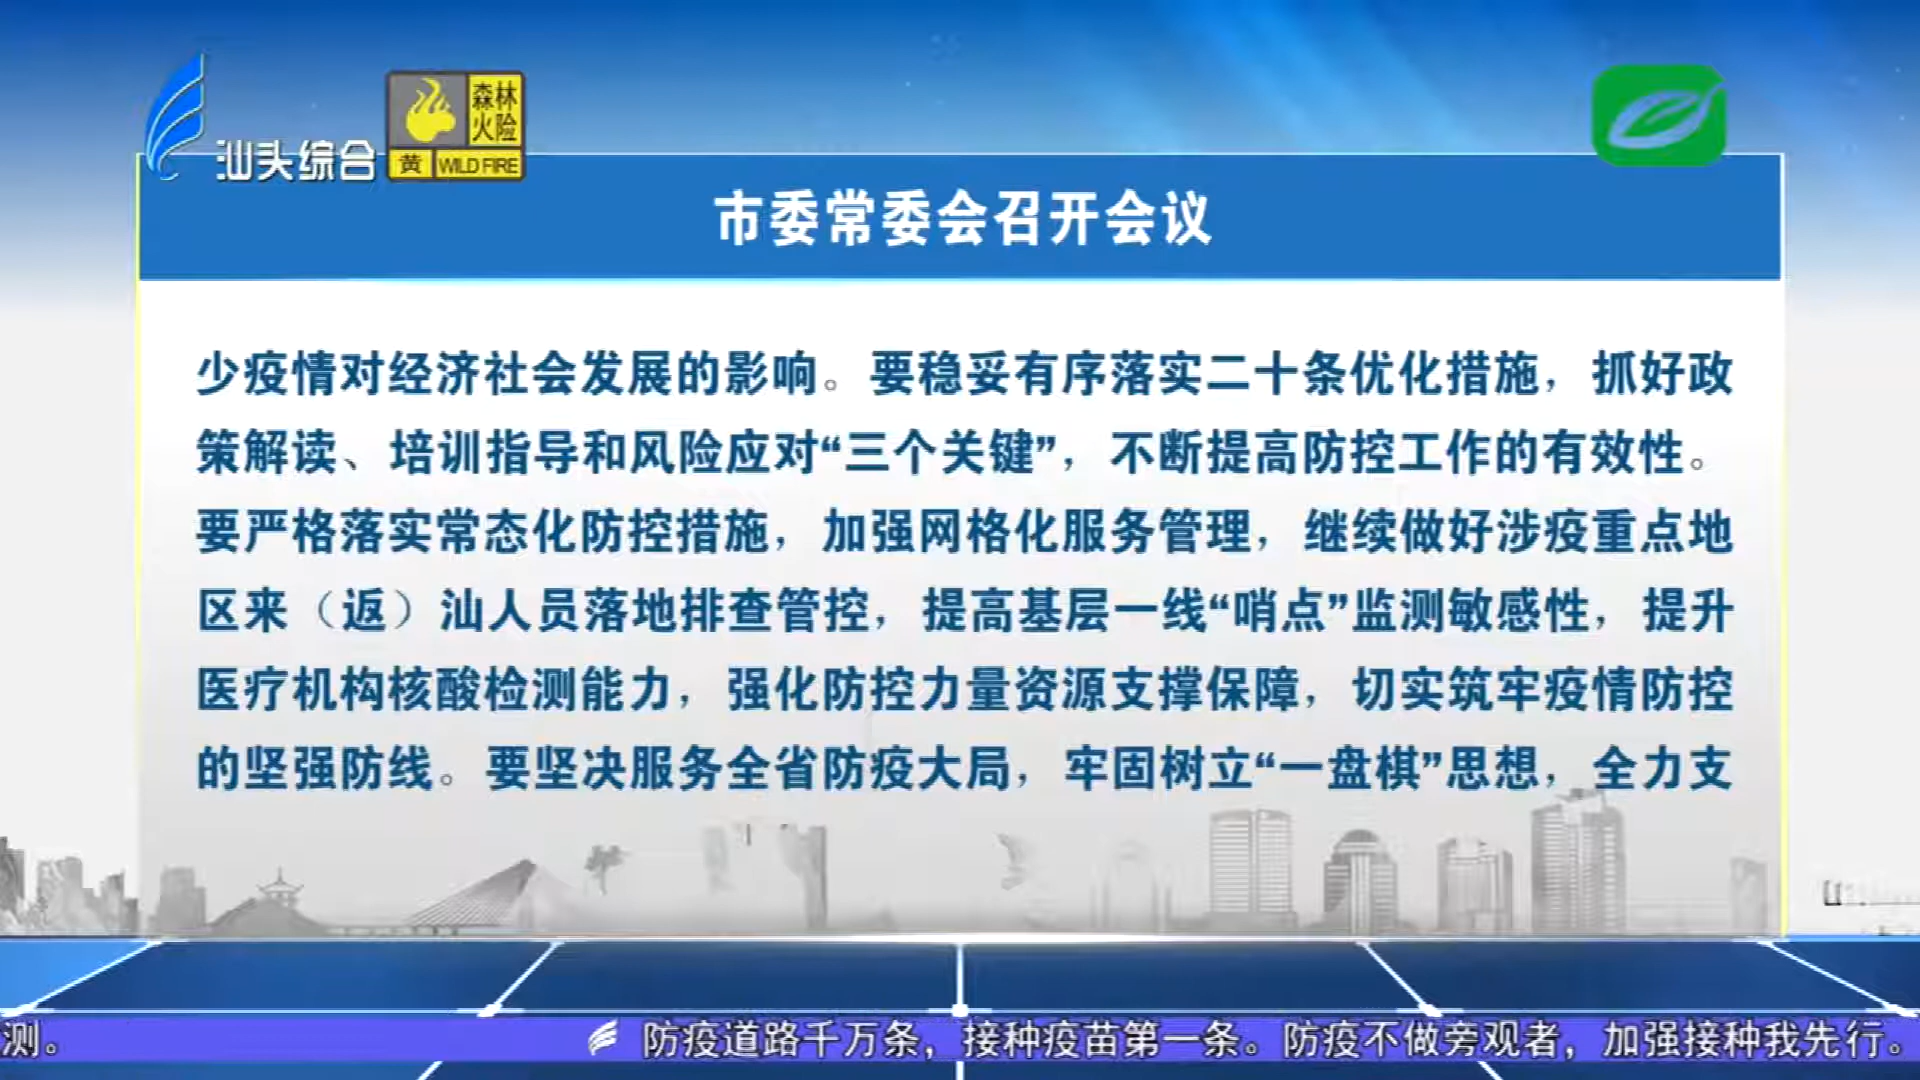 汕头综合
森林
火险
黄 WILD FIRE
市委常委会召开会议
少疫情对经济社会发展的影响。要稳妥有序落实二十条优化措施，抓好政
策解读、培训指导和风险应对“三个关键”，不断提高防控工作的有效性。
要严格落实常态化防控措施，加强网格化服务管理，继续做好涉疫重点地
区来（返）汕人员落地排查管控，提高基层一线“哨点”监测敏感性，提升
医疗机构核酸检测能力，强化防控力量资源支撑保障，切实筑牢疫情防控
的坚强防线。要坚决服务全省防疫大局，牢固树立“一盘棋”思想，全力支
测。 防疫道路千万条，接种疫苗第一条。防疫不做旁观者，加强接种我先行。